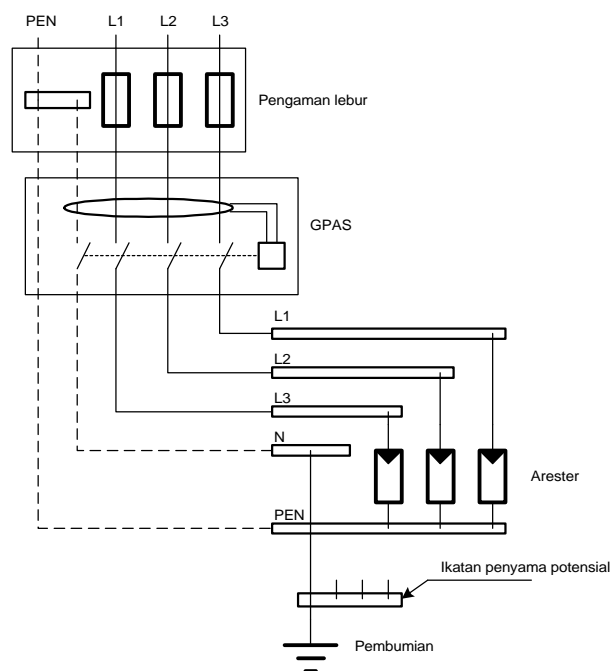 PEN L1 L2 L3
Pengaman lebur
GPAS
L1
L2
L3
N
Arester
PEN
Ikatan penyama potensial
Pembumian